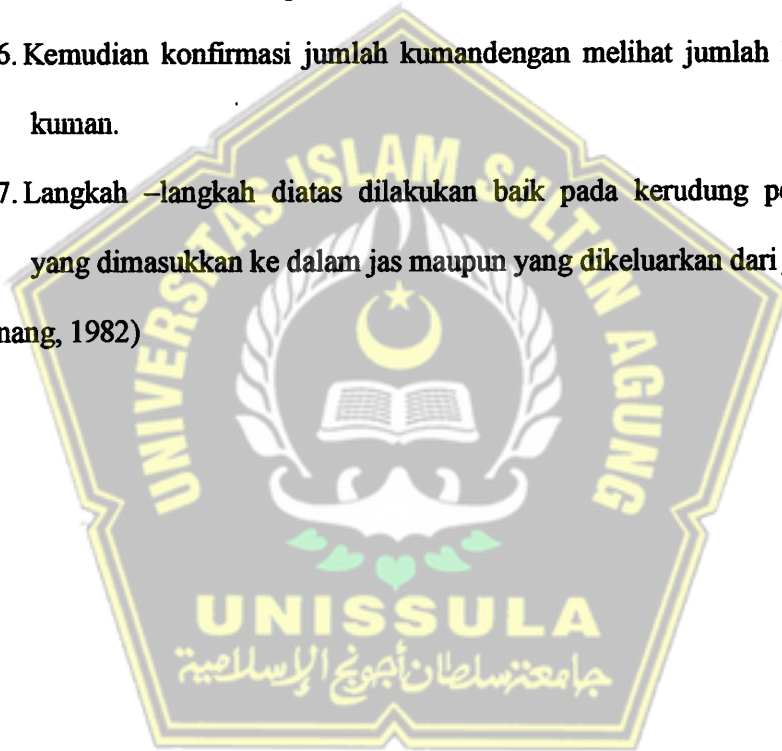 6. Kemudian konfirmasi jumlah kumandengan melihat jumlah
kuman.
7. Langkah –langkah diatas dilakukan baik pada kerudung
yang dimasukkan ke dalam jas maupun yang dikeluarkan dari
nang, 1982)
UNIVERSITAS ISLAM SULTAN AGUNG
UNISSULA
جامعة سلطان أجونج الإسلامية